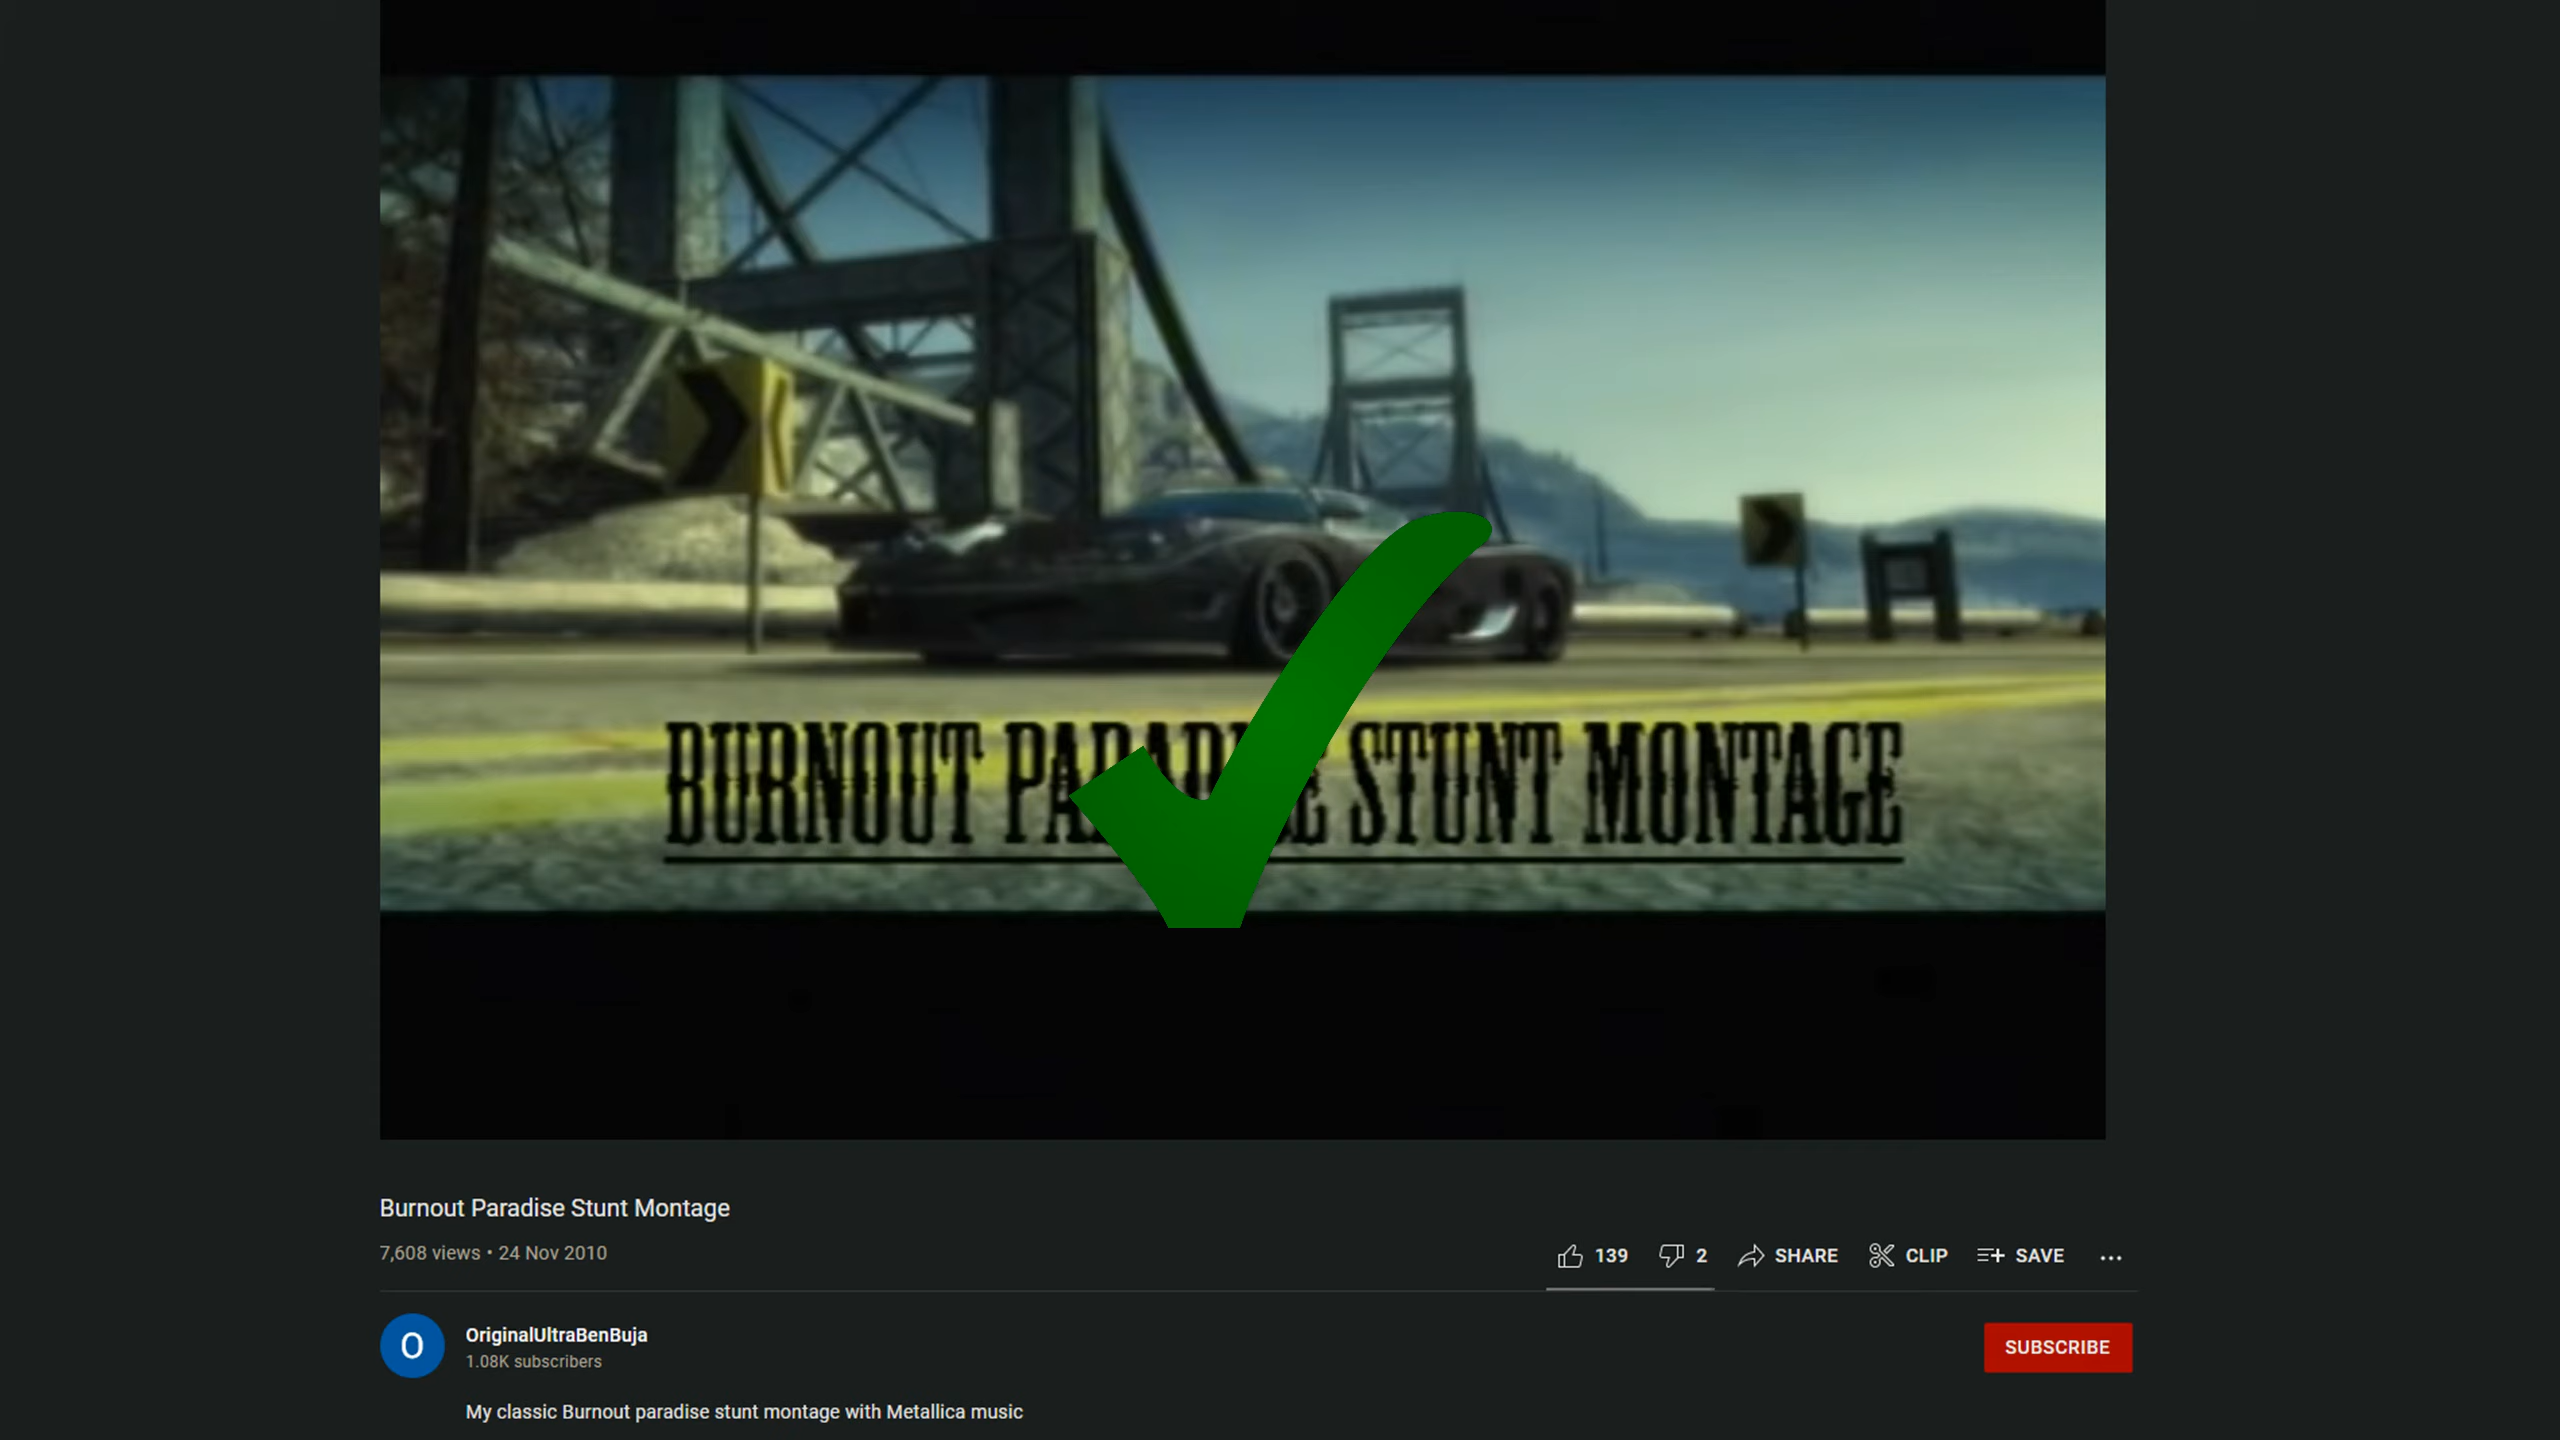 BURNOUT PARADISE STUNT MONTAGE
Burnout Paradise Stunt Montage
7,608 views • 24 Nov 2010
139 2 SHARE CLIP SAVE ...
O
OriginalUltraBenBuja
1.08K subscribers
SUBSCRIBE
My classic Burnout paradise stunt montage with Metallica music